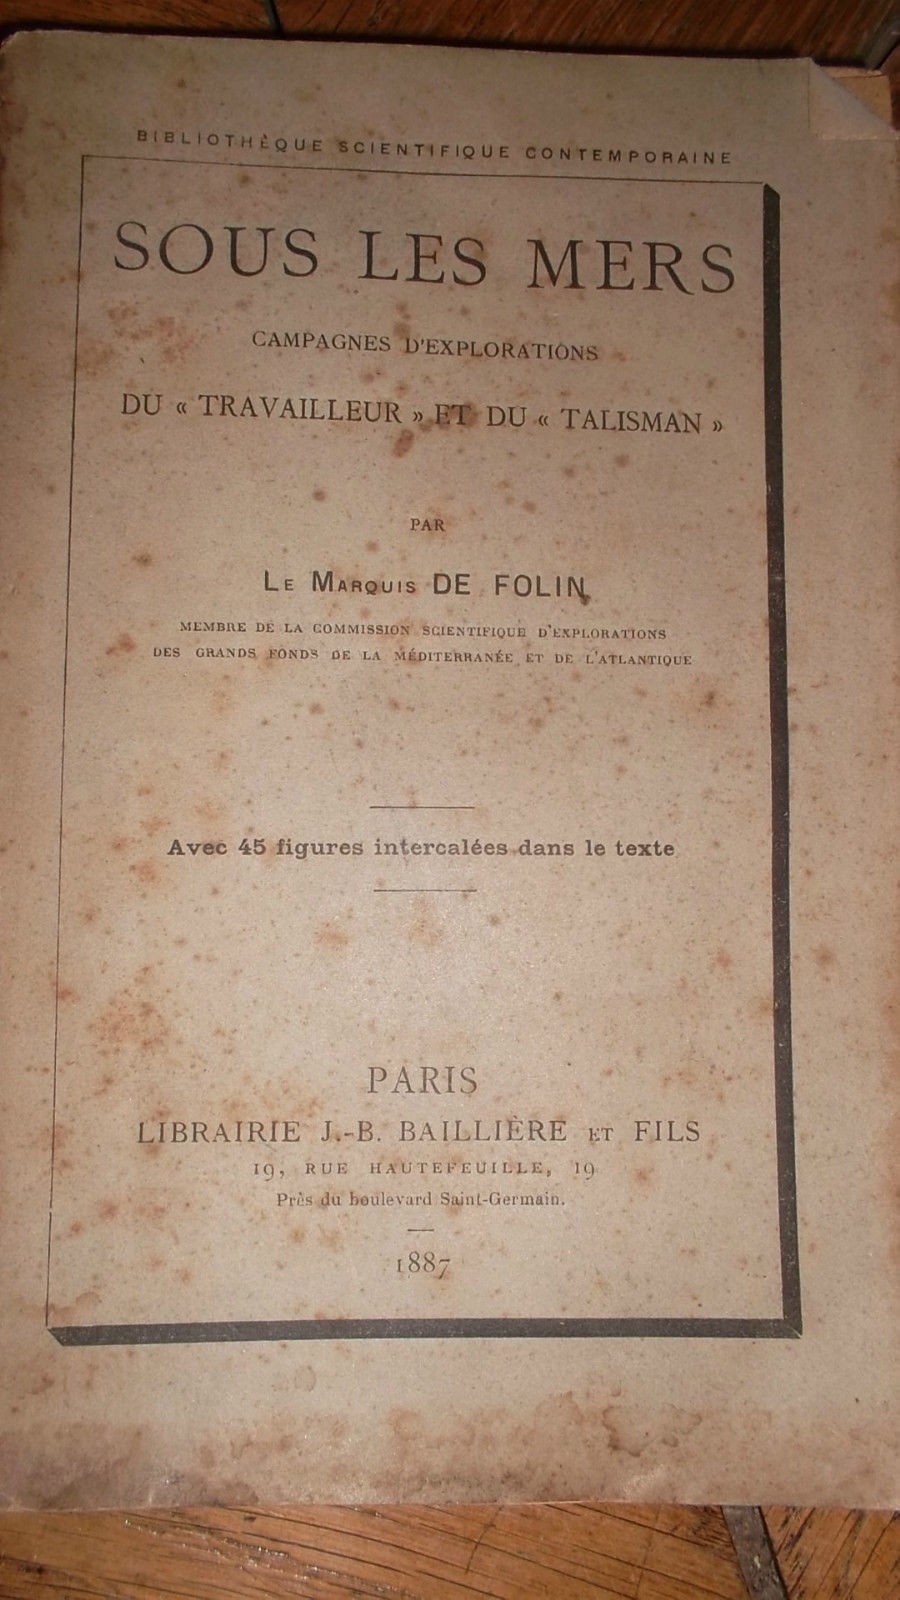 BIBLIOTHÈQUE SCIENTIFIQUE CONTEMPORAINE
SOUS LES MERS
CAMPAGNES D'EXPLORATIONS
DU « TRAVAILLEUR » ET DU « TALISMAN »
PAR
LE MARQUIS DE FOLIN
MEMBRE DE LA COMMISSION SCIENTIFIQUE D'EXPLORATIONS
DES GRANDS FONDS DE LA MÉDITERRANÉE ET DE L'ATLANTIQUE
Avec 45 figures intercalées dans le texte
PARIS
LIBRAIRIE J.-B. BAILLIÈRE ET FILS
19, RUE HAUTEFEUILLE, 19
Près du boulevard Saint-Germain.
1887